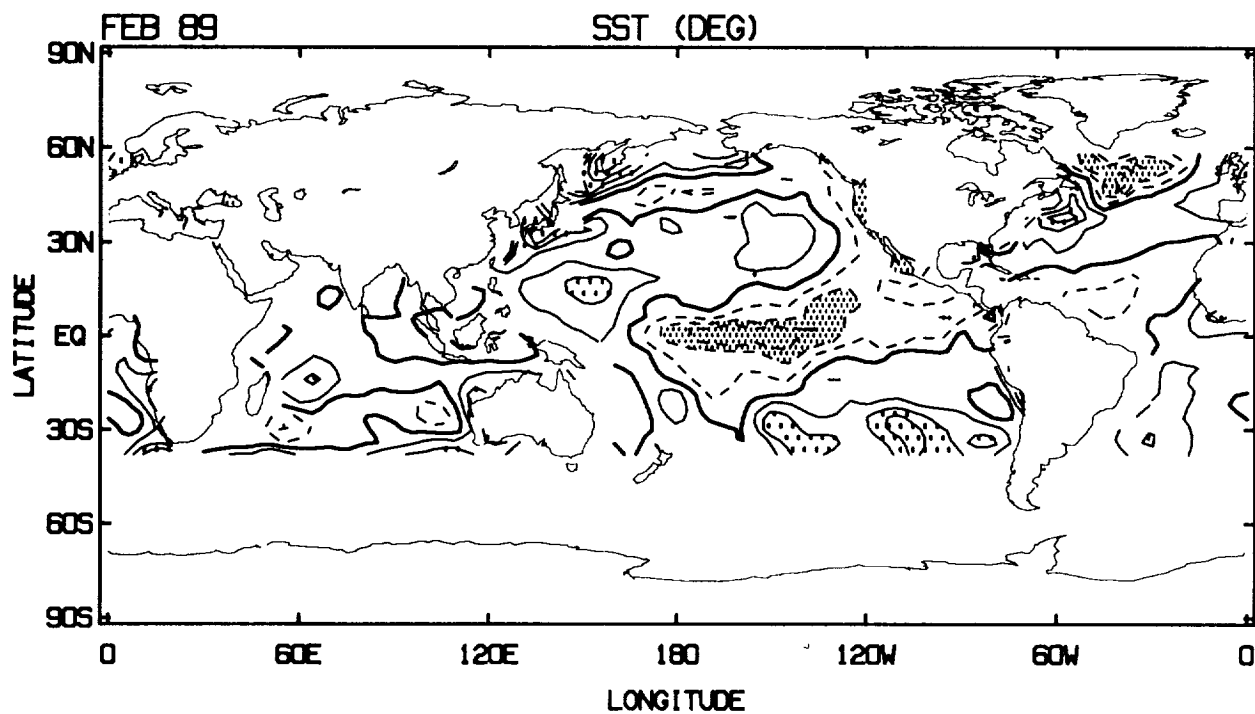 FEB 89 SST (DEG)
90N
60N
30N
EQ
30S
60S
90S
LATITUDE
0 60E 120E 180 120W 60W 0
LONGITUDE